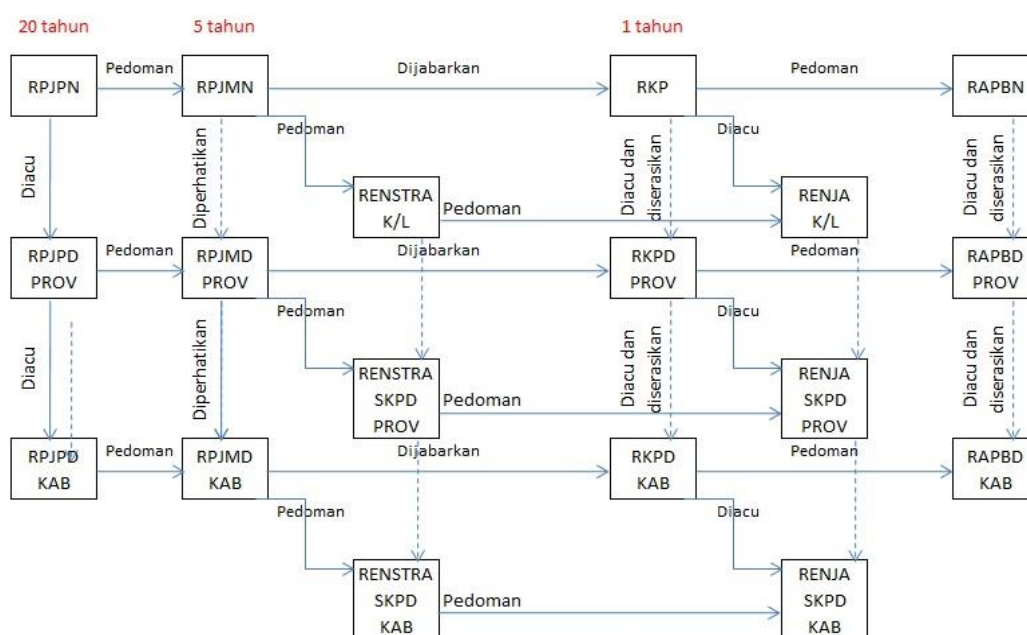 20 tahun
5 tahun
1 tahun
RPJPN
Pedoman
RPJMN
Dijabarkan
RKP
Pedoman
RAPBN
Diacu
Diperhatikan
Pedoman
Diacu dan
diserasikan
Diacu
Diacu dan
diserasikan
RENSTRA
K/L
Pedoman
RENJA
K/L
RPJPD
PROV
Pedoman
RPJMD
PROV
Dijabarkan
RKPD
PROV
Pedoman
RAPBD
PROV
Diacu
Diperhatikan
Pedoman
Diacu dan
diserasikan
Diacu
Diacu dan
diserasikan
RENSTRA
SKPD
PROV
Pedoman
RENJA
SKPD
PROV
RPJPD
KAB
Pedoman
RPJMD
KAB
Dijabarkan
RKPD
KAB
Pedoman
RAPBD
KAB
Pedoman
Diacu
RENSTRA
SKPD
KAB
Pedoman
RENJA
SKPD
KAB